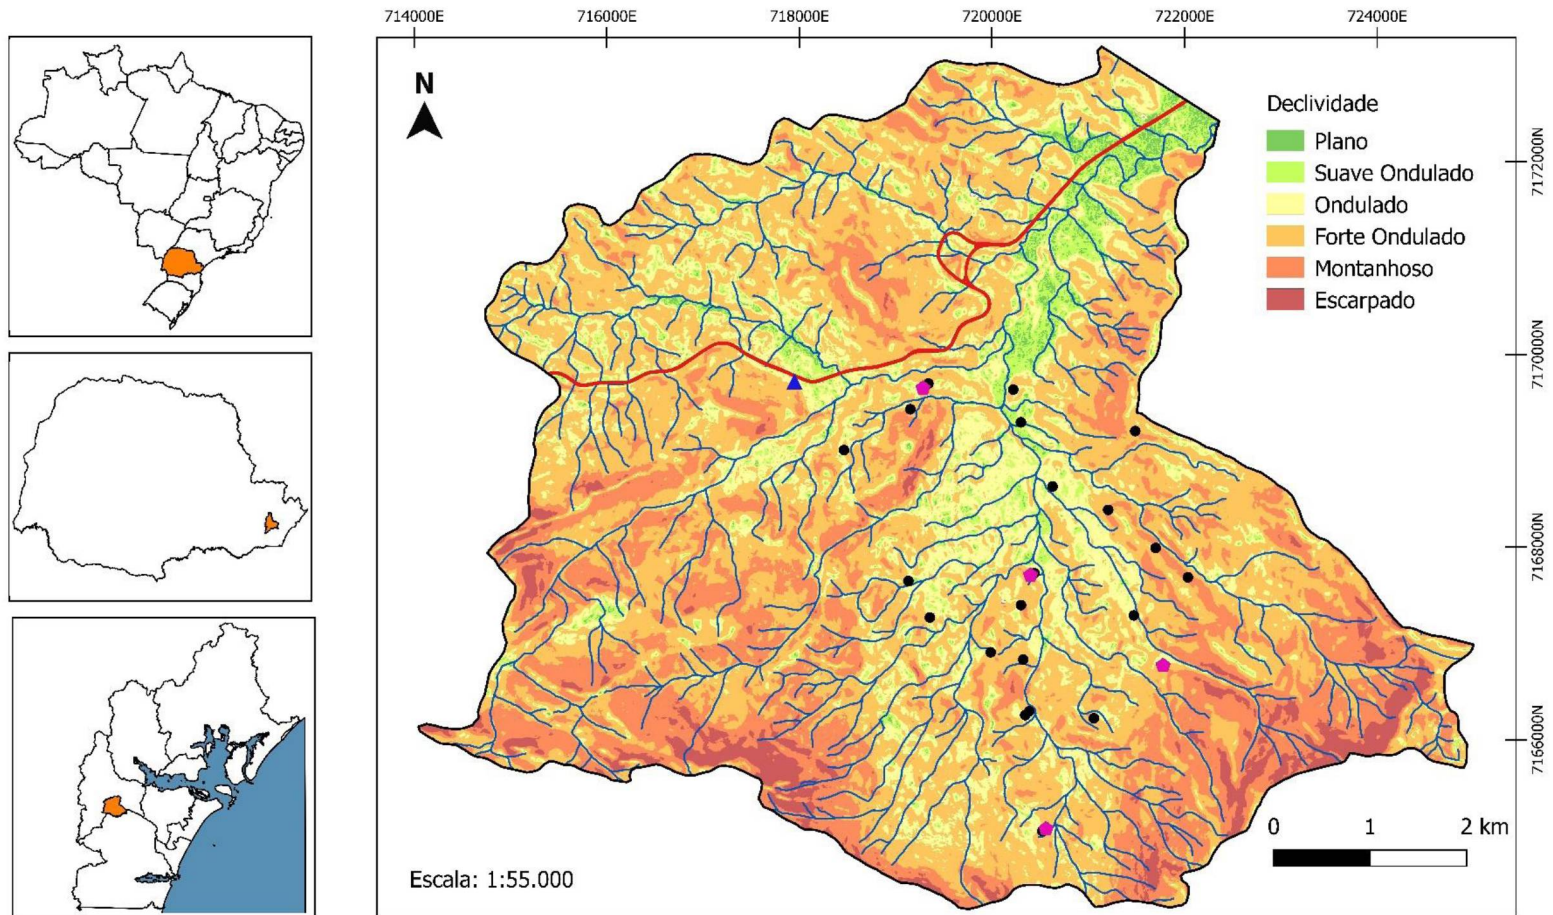 714000E 716000E 718000E 720000E 722000E 724000E
N
Declividade
Plano
Suave Ondulado
Ondulado
Forte Ondulado
Montanhoso
Escarpado
7172000N
7170000N
7168000N
7166000N
0 1 2 km
Escala: 1:55.000